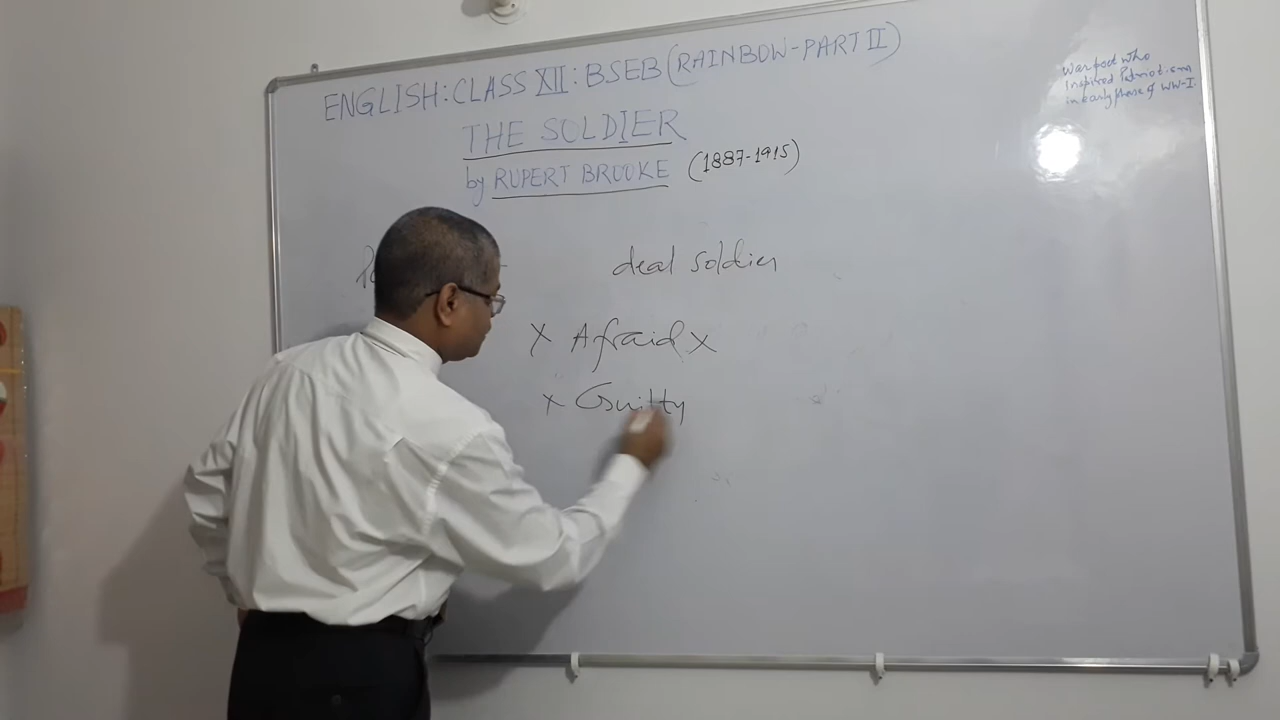 ENGLISH: CLASS XII: BSEB (RAINBOW-PART II)
THE SOLDIER
by RUPERT BROOKE (1887-1915)
War poet who
Inspired Patriotism
in early phase of WW-I.
deal soldier
X Afraid X
X Guilty